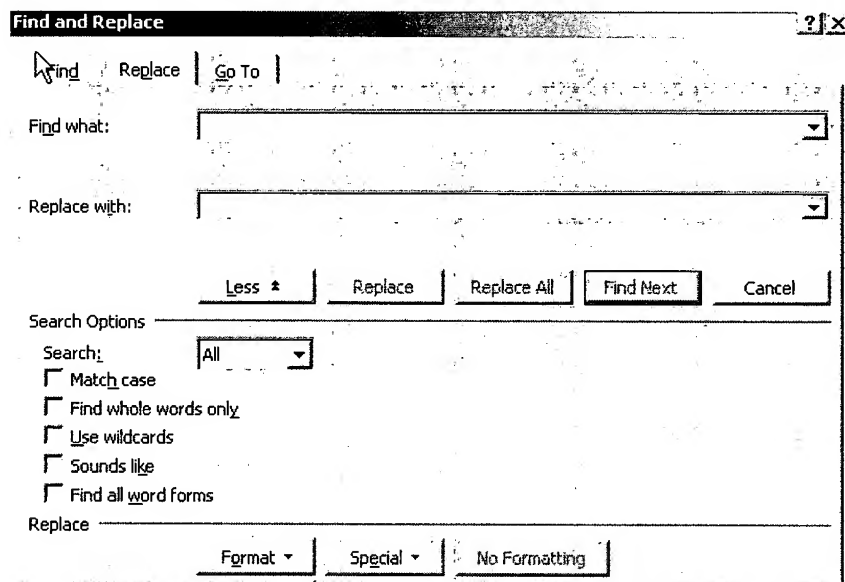 Find and Replace
Find Replace Go To
Find what:
Replace with:
Less Replace Replace All Find Next Cancel
Search Options
Search: All
Match case
Find whole words only
Use wildcards
Sounds like
Find all word forms
Replace
Format Special No Formatting